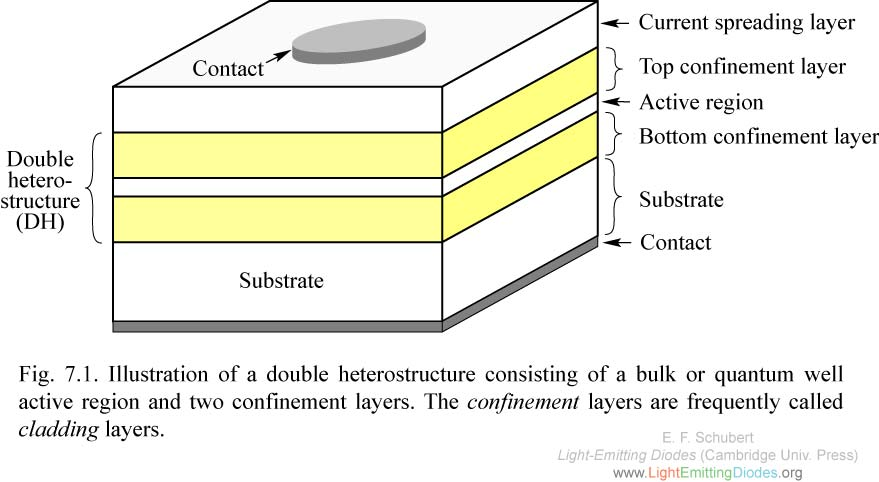 Current spreading layer
Contact
Top confinement layer
Active region
Bottom confinement layer
Double
hetero-
structure
(DH)
Substrate
Contact
Substrate
Fig. 7.1. Illustration of a double heterostructure consisting of a bulk or quantum well
active region and two confinement layers. The confinement layers are frequently called
cladding layers.
E. F. Schubert
Light-Emitting Diodes (Cambridge Univ. Press)
www.LightEmittingDiodes.org